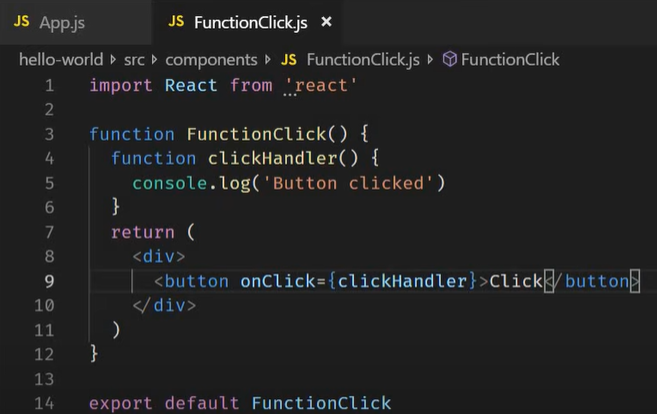 JS App.js JS FunctionClick.js ×
hello-world src components JS FunctionClick.js FunctionClick
1 import React from 'react'
2
3 function FunctionClick() {
4   function clickHandler() {
5     console.log('Button clicked')
6   }
7   return (
8     <div>
9       <button onClick={clickHandler}>Click</button>
10     </div>
11   )
12 }
13
14 export default FunctionClick